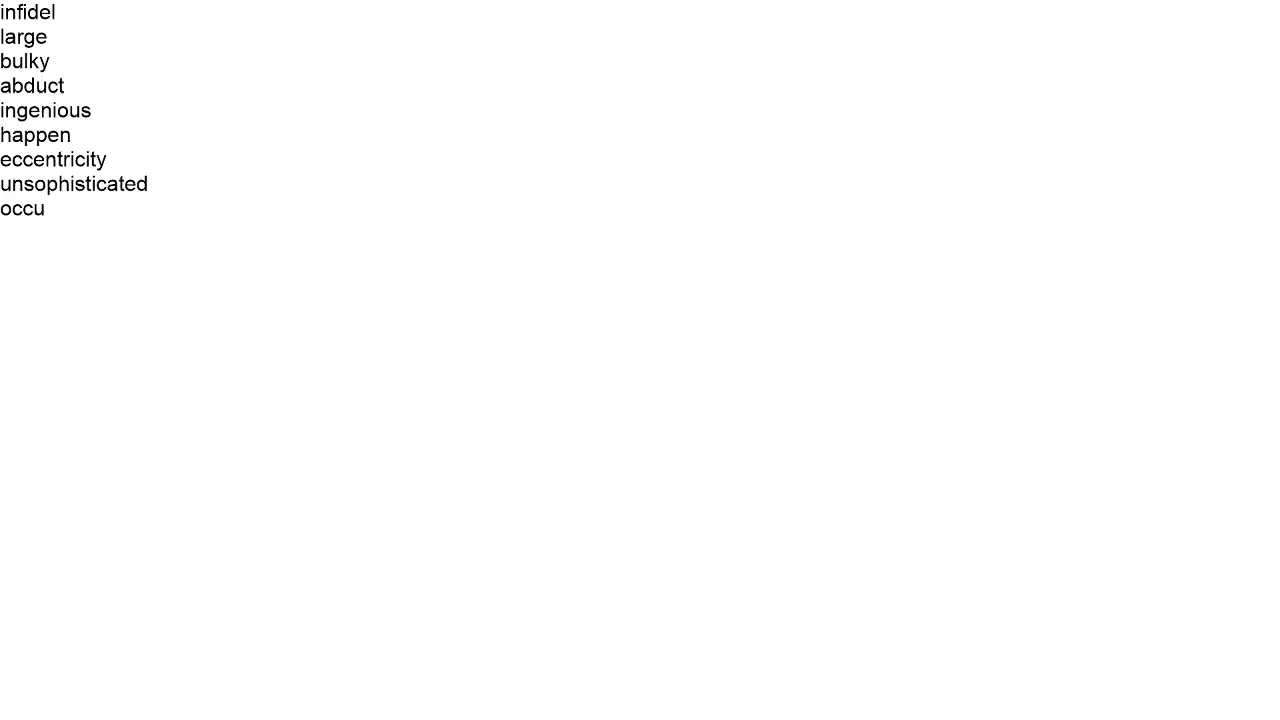 infidel
large
bulky
abduct
ingenious
happen
eccentricity
unsophisticated
occu